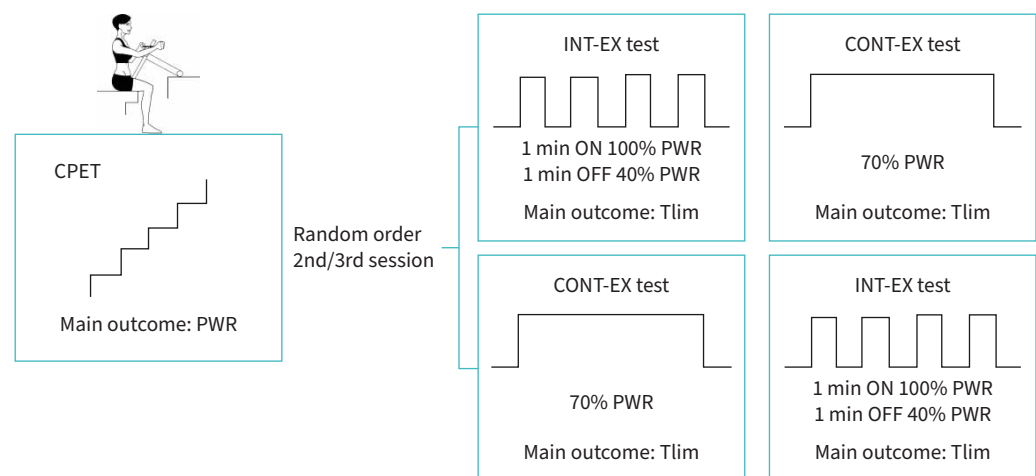 CPET
Main outcome: PWR
Random order
2nd/3rd session
INT-EX test
1 min ON 100% PWR
1 min OFF 40% PWR
Main outcome: Tlim
CONT-EX test
70% PWR
Main outcome: Tlim
CONT-EX test
70% PWR
Main outcome: Tlim
INT-EX test
1 min ON 100% PWR
1 min OFF 40% PWR
Main outcome: Tlim